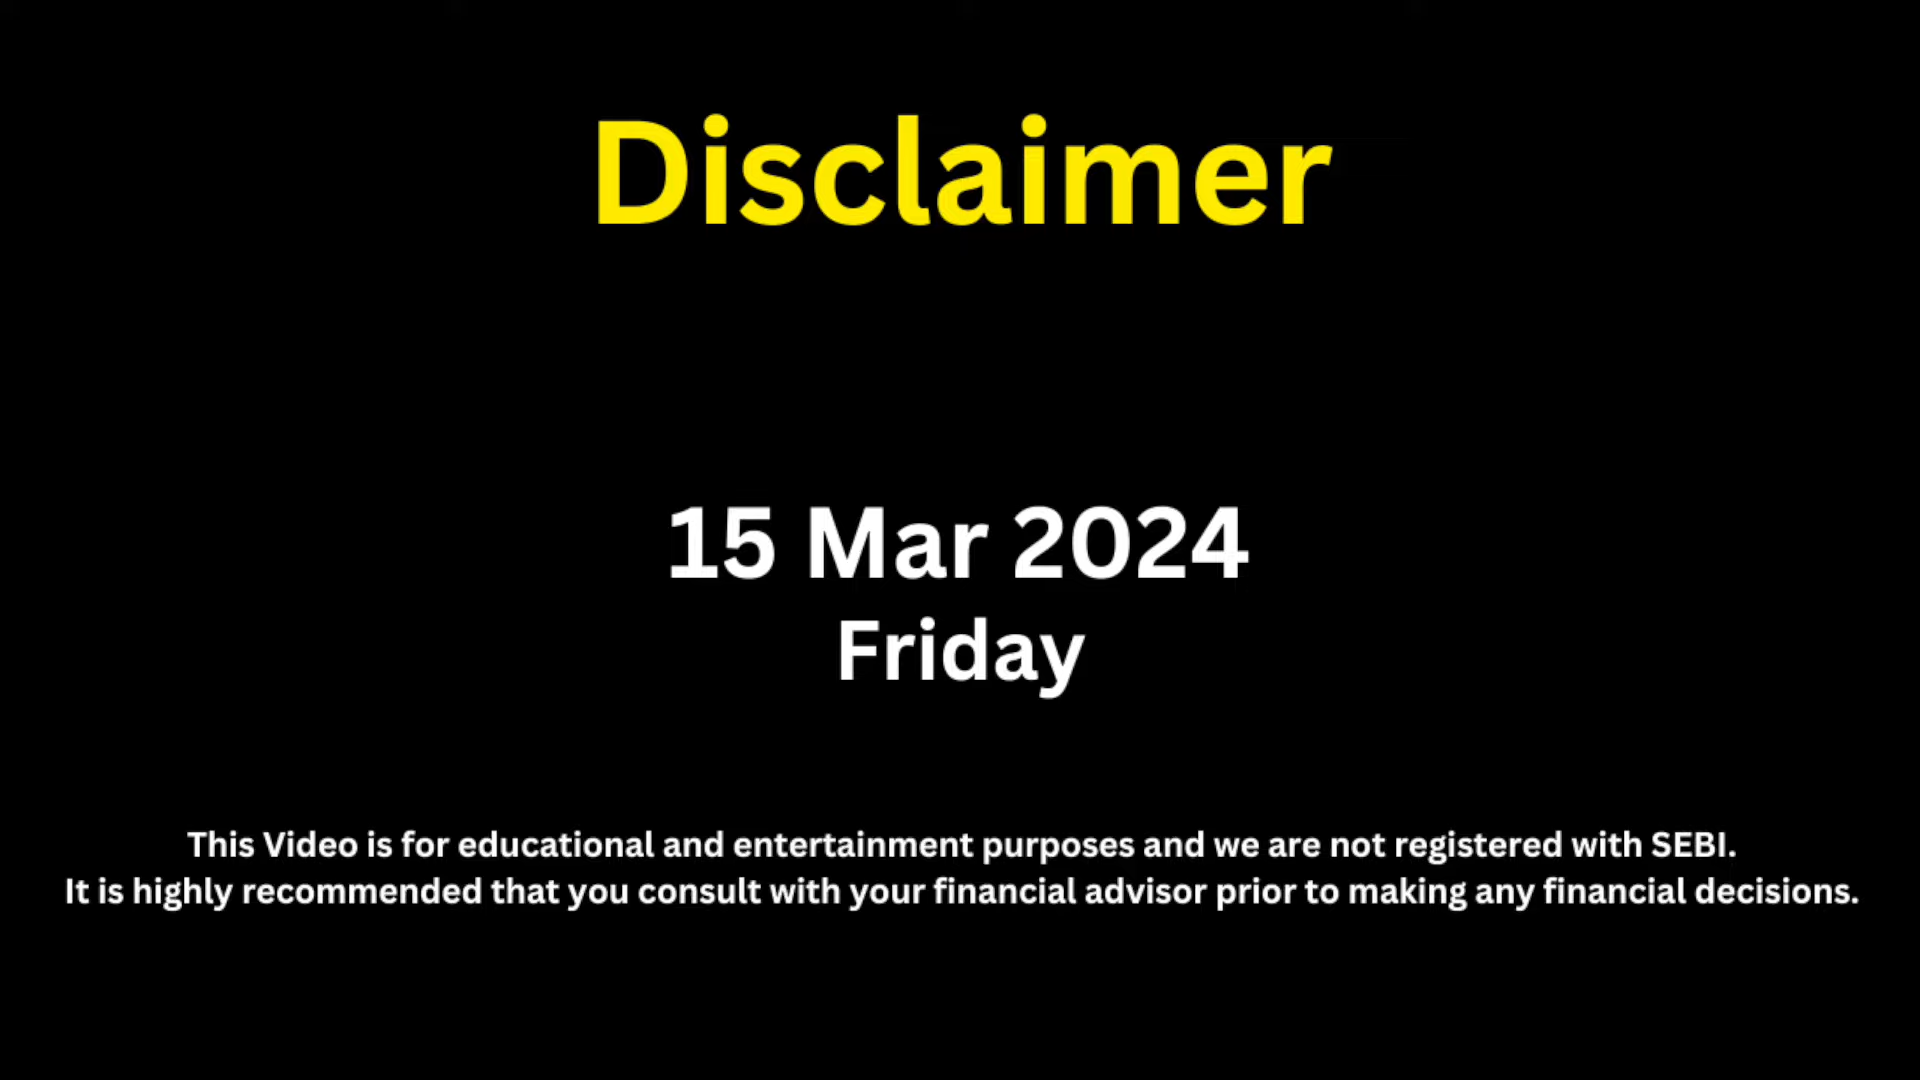 Disclaimer
15 Mar 2024
Friday
This Video is for educational and entertainment purposes and we are not registered with SEBI.
It is highly recommended that you consult with your financial advisor prior to making any financial decisions.